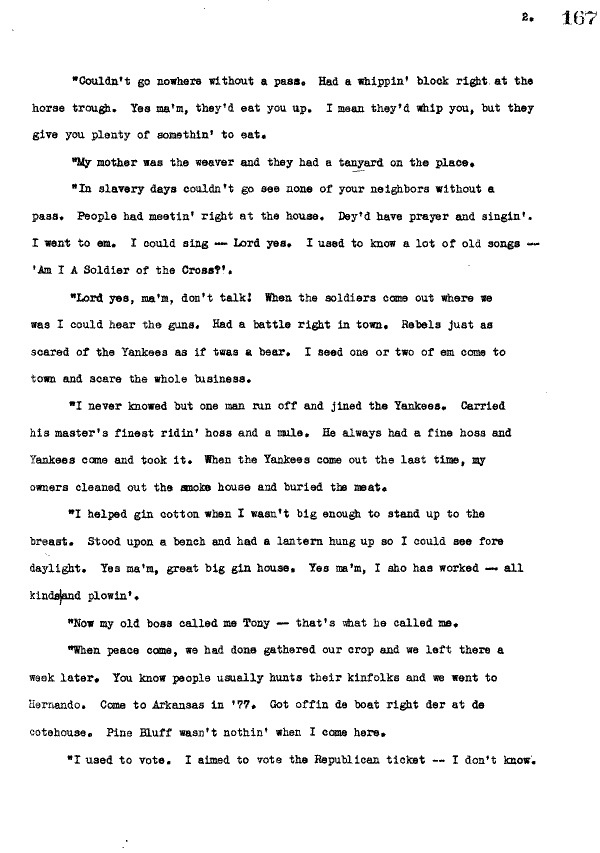 2. 167
"Couldn't go nowhere without a pass. Had a whippin' block right at the
horse trough. Yes ma'm, they'd eat you up. I mean they'd whip you, but they
give you plenty of somethin' to eat.
"My mother was the weaver and they had a tanyard on the place.
"In slavery days couldn't go see none of your neighbors without a
pass. People had meetin' right at the house. Dey'd have prayer and singin'.
I went to em. I could sing -- Lord yes. I used to know a lot of old songs --
'Am I A Soldier of the Cross?'.
"Lord yes, ma'm, don't talk! When the soldiers come out where we
was I could hear the guns. Had a battle right in town. Rebels just as
scared of the Yankees as if twas a bear. I seed one or two of em come to
town and scare the whole business.
"I never knowed but one man run off and jined the Yankees. Carried
his master's finest ridin' hoss and a mule. He always had a fine hoss and
Yankees come and took it. When the Yankees come out the last time, my
owners cleaned out the smoke house and buried the meat.
"I helped gin cotton when I wasn't big enough to stand up to the
breast. Stood upon a bench and had a lantern hung up so I could see fore
daylight. Yes ma'm, great big gin house. Yes ma'm, I sho has worked -- all
kinds and plowin'.
"Now my old boss called me Tony -- that's what he called me.
"When peace come, we had done gathered our crop and we left there a
week later. You know people usually hunts their kinfolks and we went to
Hernando. Come to Arkansas in '77. Got offin de boat right der at de
cotehouse. Pine Bluff wasn't nothin' when I come here.
"I used to vote. I aimed to vote the Republican ticket -- I don't know.